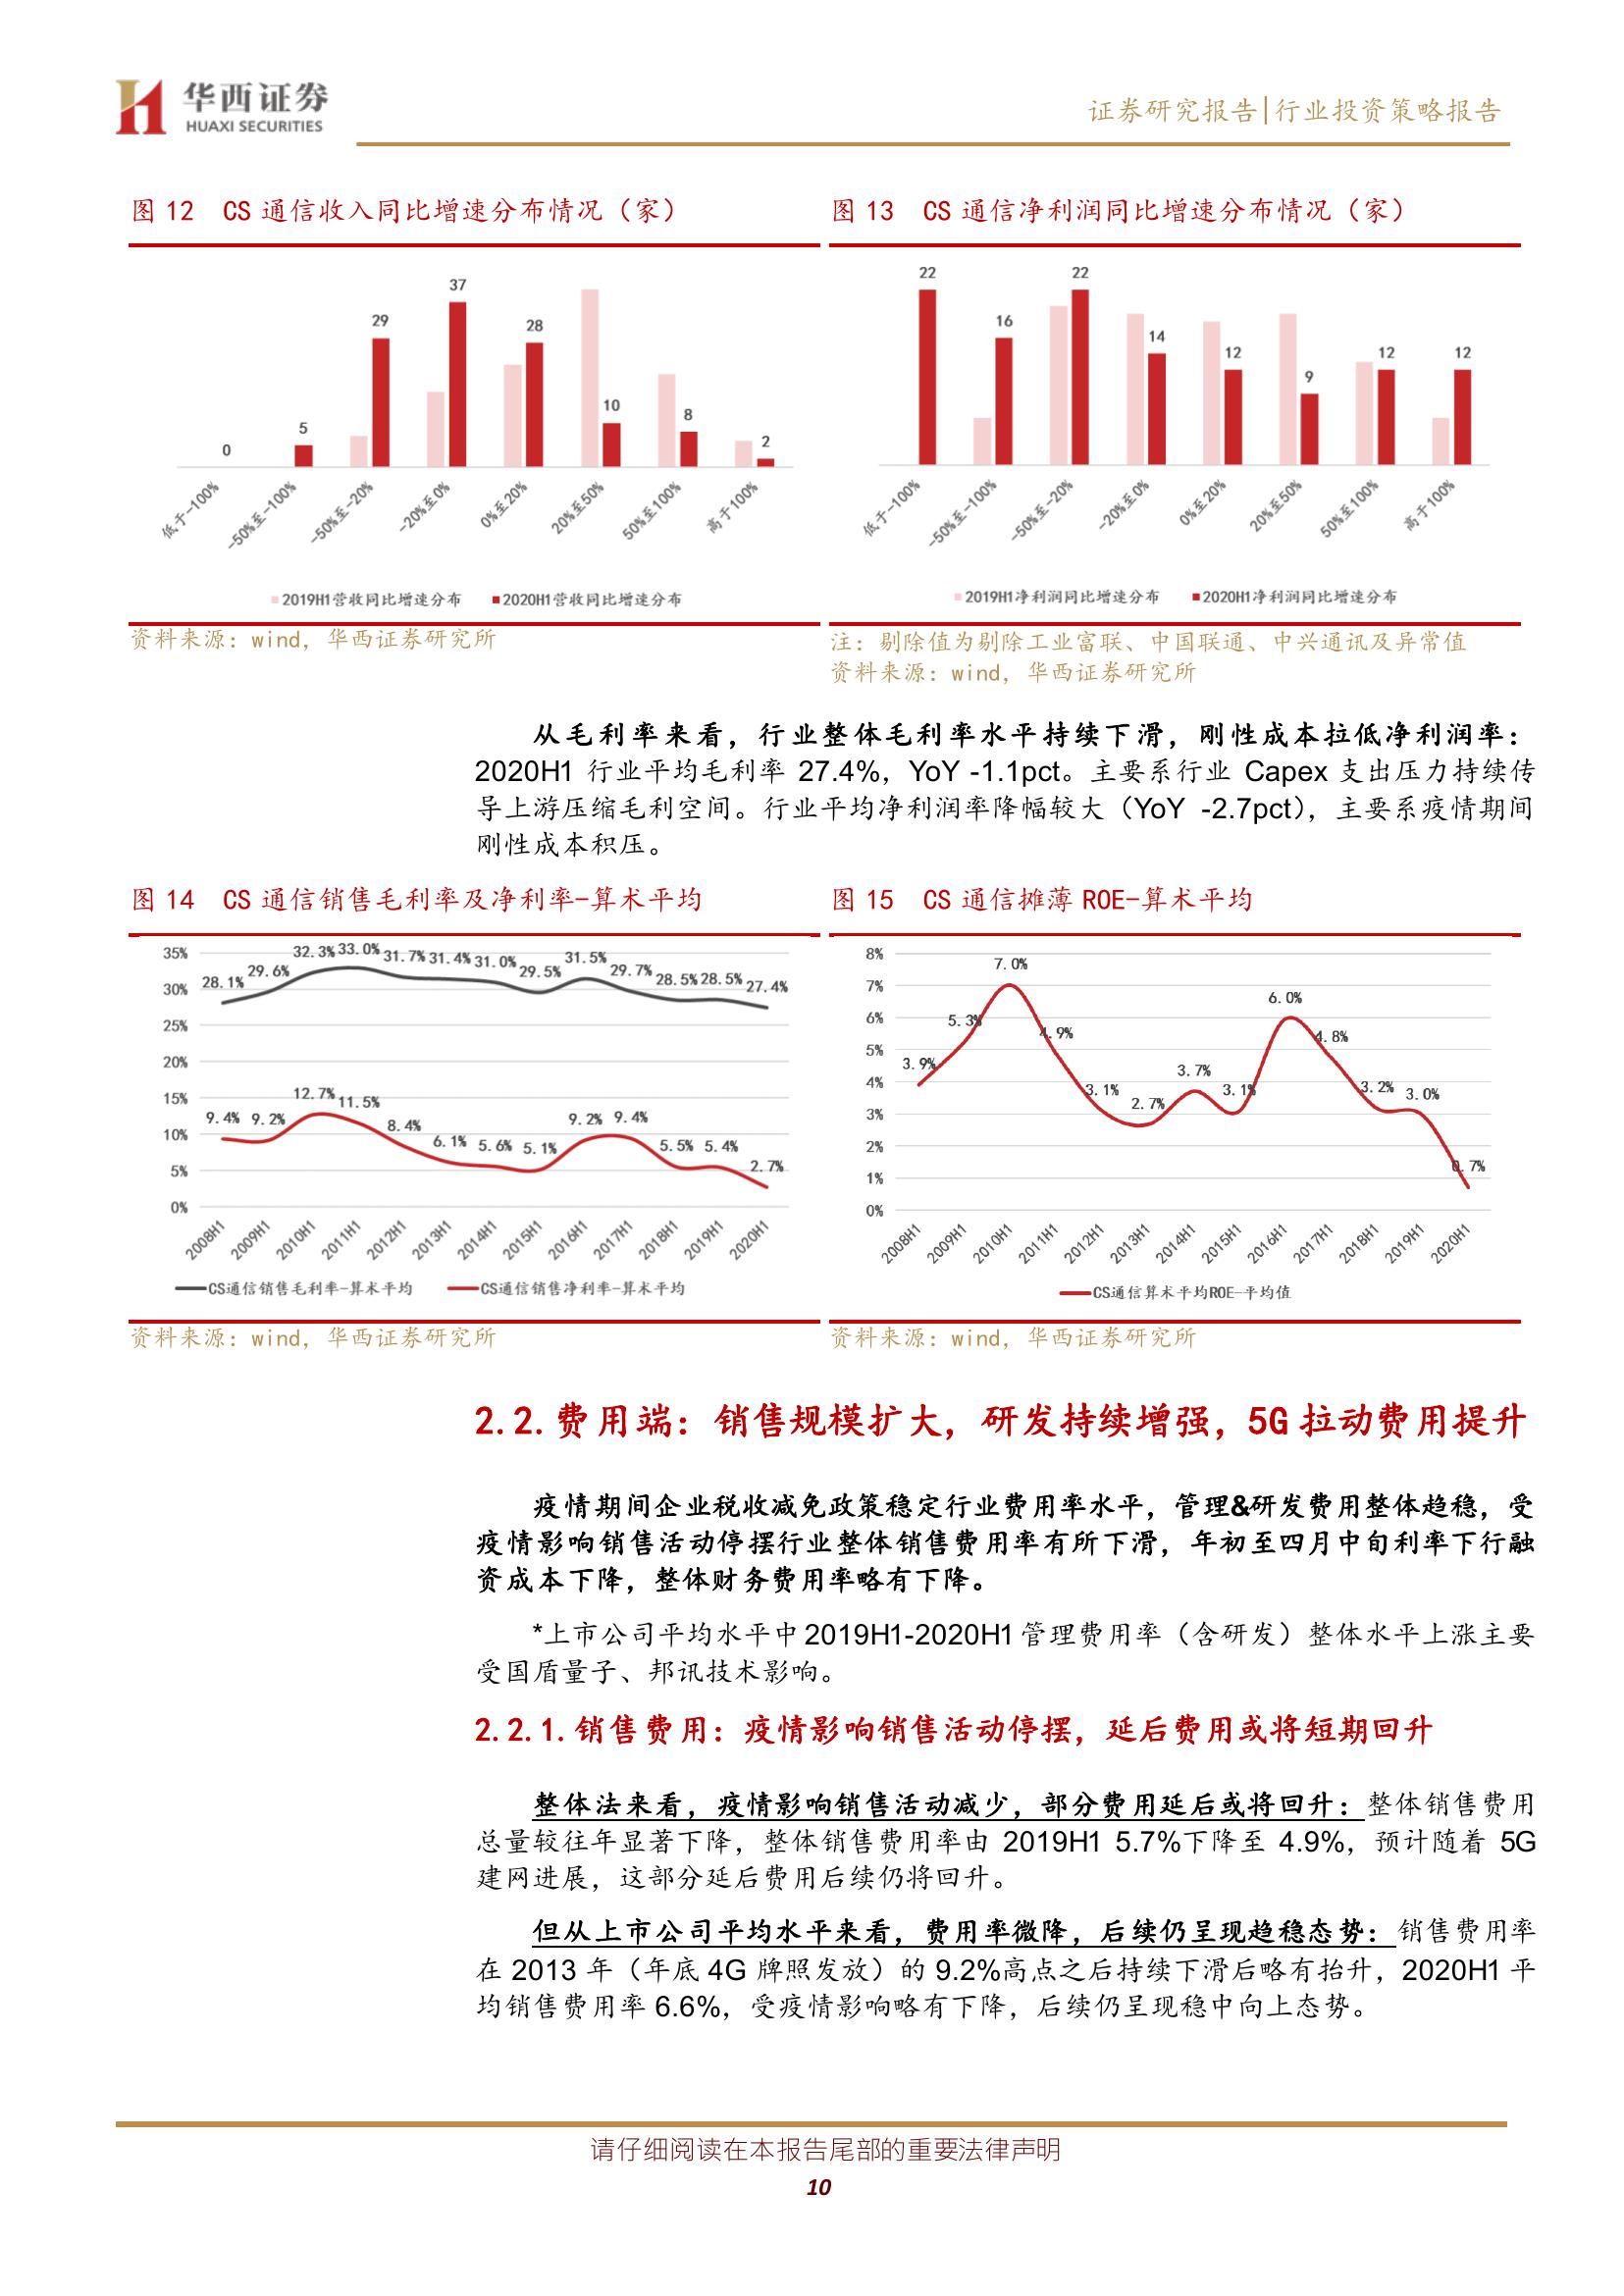 华西证券
HUAXI SECURITIES
证券研究报告|行业投资策略报告
图 12 CS 通信收入同比增速分布情况（家）
0
5
29
37
28
10
8
2
低于-100%
-50%至-100%
-50%至-20%
-20%至0%
0%至20%
20%至50%
50%至100%
高于100%
2019H1营收同比增速分布
2020H1营收同比增速分布
资料来源：wind，华西证券研究所
图 13 CS 通信净利润同比增速分布情况（家）
22
16
22
14
12
9
12
12
低于-100%
-50%至-100%
-50%至-20%
-20%至0%
0%至20%
20%至50%
50%至100%
高于100%
2019H1净利润同比增速分布
2020H1净利润同比增速分布
注：剔除值为剔除工业富联、中国联通、中兴通讯及异常值
资料来源：wind，华西证券研究所
从毛利率来看，行业整体毛利率水平持续下滑，刚性成本拉低净利润率：
2020H1 行业平均毛利率 27.4%，YoY -1.1pct。主要系行业 Capex 支出压力持续传
导上游压缩毛利空间。行业平均净利润率降幅较大（YoY -2.7pct），主要系疫情期间
刚性成本积压。
图 14 CS 通信销售毛利率及净利率-算术平均
35%
30%
25%
20%
15%
10%
5%
0%
28.1%
29.6%
32.3%
33.0%
31.7%
31.4%
31.0%
29.5%
31.5%
29.7%
28.5%
28.5%
27.4%
9.4%
9.2%
12.7%
11.5%
8.4%
6.1%
5.6%
5.1%
9.2%
9.4%
5.5%
5.4%
2.7%
2008H1
2009H1
2010H1
2011H1
2012H1
2013H1
2014H1
2015H1
2016H1
2017H1
2018H1
2019H1
2020H1
CS通信销售毛利率-算术平均
CS通信销售净利率-算术平均
资料来源：wind，华西证券研究所
图 15 CS 通信摊薄 ROE-算术平均
8%
7%
6%
5%
4%
3%
2%
1%
0%
3.9%
5.3%
7.0%
4.9%
3.1%
2.7%
3.7%
3.1%
6.0%
4.8%
3.2%
3.0%
0.7%
2008H1
2009H1
2010H1
2011H1
2012H1
2013H1
2014H1
2015H1
2016H1
2017H1
2018H1
2019H1
2020H1
CS通信算术平均ROE-平均值
资料来源：wind，华西证券研究所
2.2.费用端：销售规模扩大，研发持续增强，5G 拉动费用提升
疫情期间企业税收减免政策稳定行业费用率水平，管理&研发费用整体趋稳，受
疫情影响销售活动停摆行业整体销售费用率有所下滑，年初至四月中旬利率下行融
资成本下降，整体财务费用率略有下降。
*上市公司平均水平中 2019H1-2020H1 管理费用率（含研发）整体水平上涨主要
受国盾量子、邦讯技术影响。
2.2.1.销售费用：疫情影响销售活动停摆，延后费用或将短期回升
整体法来看，疫情影响销售活动减少，部分费用延后或将回升：整体销售费用
总量较往年显著下降，整体销售费用率由 2019H1 5.7%下降至 4.9%，预计随着 5G
建网进展，这部分延后费用后续仍将回升。
但从上市公司平均水平来看，费用率微降，后续仍呈现趋稳态势：销售费用率
在 2013 年（年底 4G 牌照发放）的 9.2%高点之后持续下滑后略有抬升，2020H1 平
均销售费用率 6.6%，受疫情影响略有下降，后续仍呈现稳中向上态势。
请仔细阅读在本报告尾部的重要法律声明
10